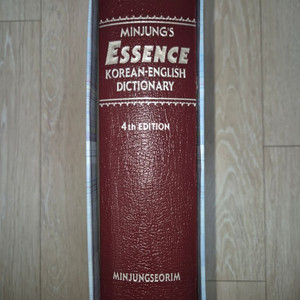 MINJUNG'S
ESSENCE
KOREAN-ENGLISH
DICTIONARY
4th EDITION
MINJUNGSEORIM